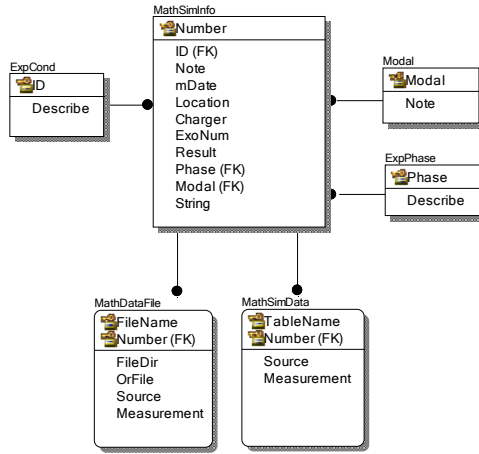 MathSimInfo
Number
ID (FK)
Note
mDate
Location
Charger
ExoNum
Result
Phase (FK)
Modal (FK)
String
ExpCond
ID
Describe
Modal
Modal
Note
ExpPhase
Phase
Describe
MathDataFile
FileName
Number (FK)
FileDir
OrFile
Source
Measurement
MathSimData
TableName
Number (FK)
Source
Measurement